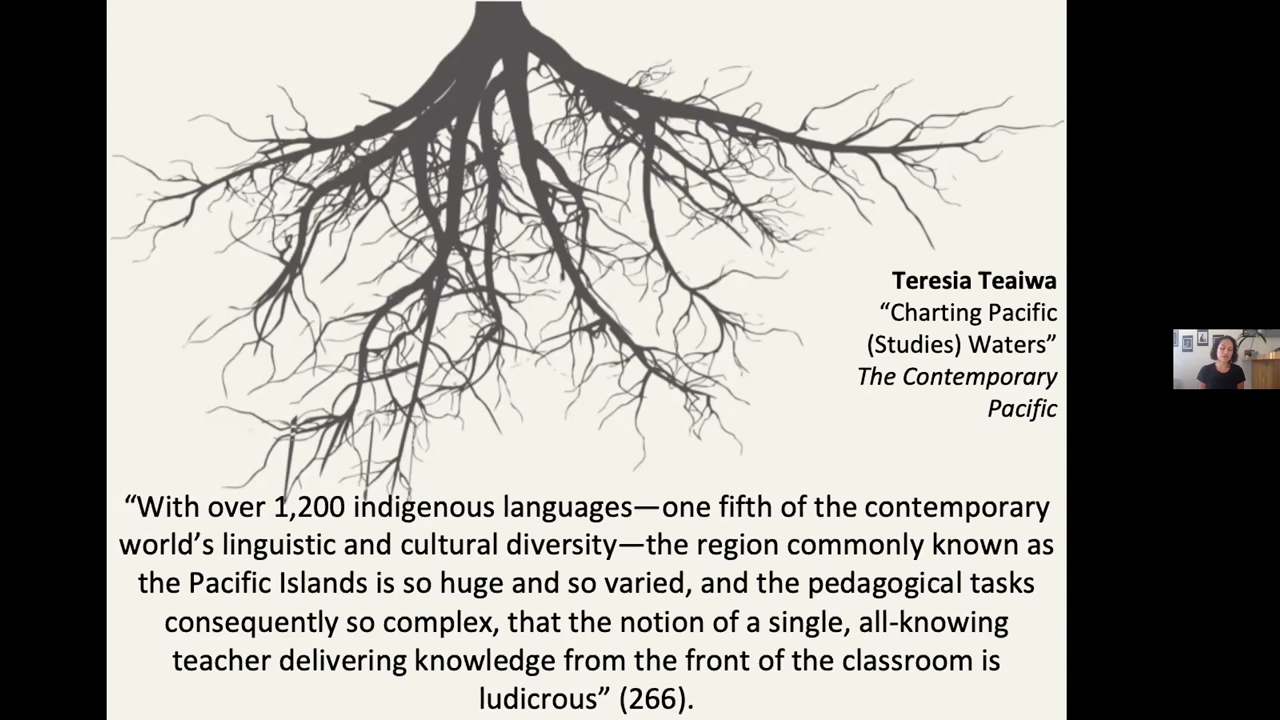 Teresia Teaiwa
“Charting Pacific
(Studies) Waters”
The Contemporary
Pacific
“With over 1,200 indigenous languages—one fifth of the contemporary
world’s linguistic and cultural diversity—the region commonly known as
the Pacific Islands is so huge and so varied, and the pedagogical tasks
consequently so complex, that the notion of a single, all-knowing
teacher delivering knowledge from the front of the classroom is
ludicrous” (266).